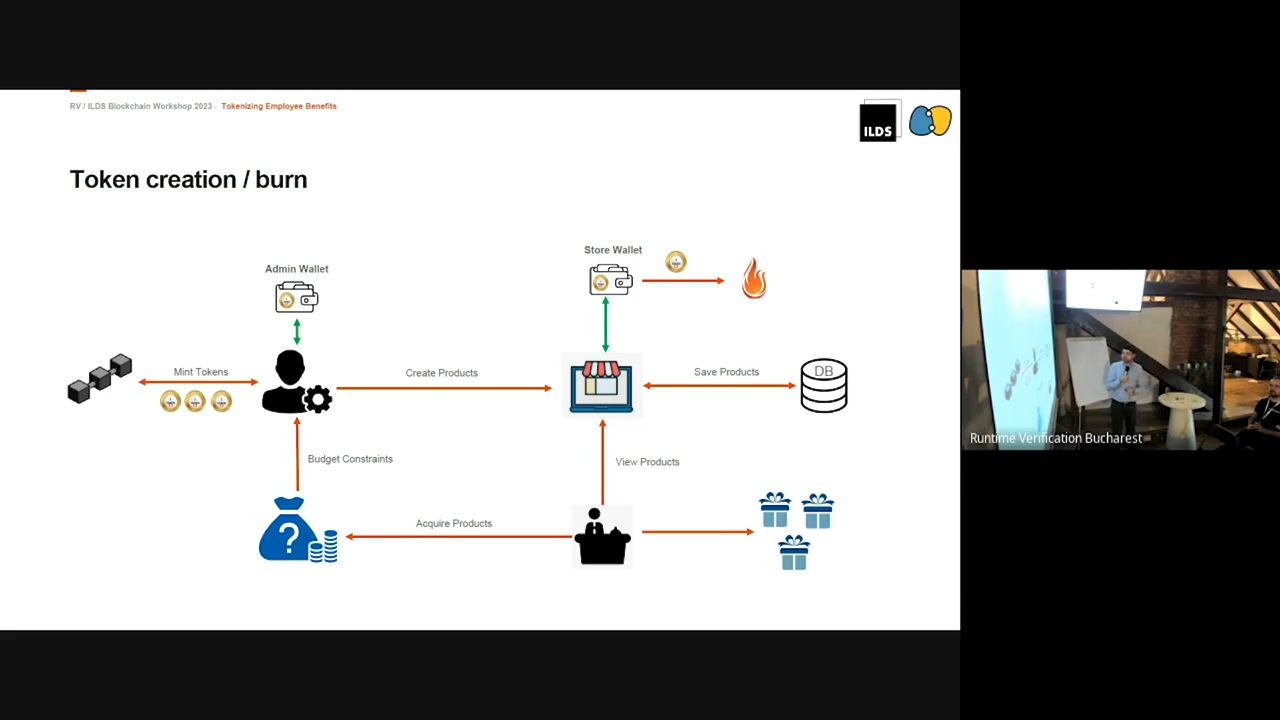 RV / ILDS Blockchain Workshop 2023 - Tokenizing Employee Benefits
ILDS
Token creation / burn
Store Wallet
Admin Wallet
Mint Tokens
Create Products
Save Products
DB
Budget Constraints
View Products
Acquire Products
?
Runtime Verification Bucharest